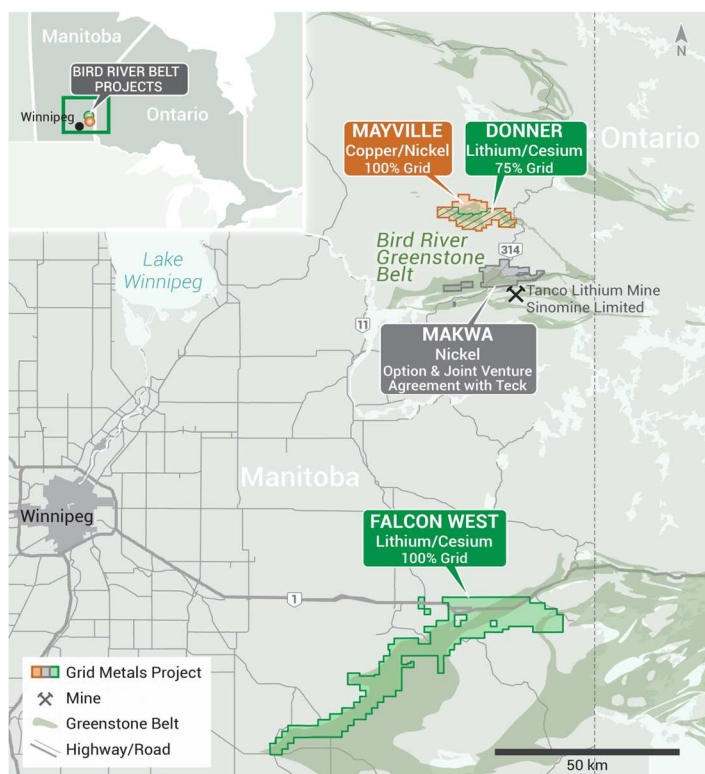 Manitoba
BIRD RIVER BELT
PROJECTS
Winnipeg
Ontario
N
MAYVILLE
Copper/Nickel
100% Grid
DONNER
Lithium/Cesium
75% Grid
Ontario
Lake
Winnipeg
Bird River
Greenstone
Belt
314
Tanco Lithium Mine
Sinomine Limited
11
MAKWA
Nickel
Option & Joint Venture
Agreement with Teck
Manitoba
Winnipeg
FALCON WEST
Lithium/Cesium
100% Grid
1
Grid Metals Project
Mine
Greenstone Belt
Highway/Road
50 km